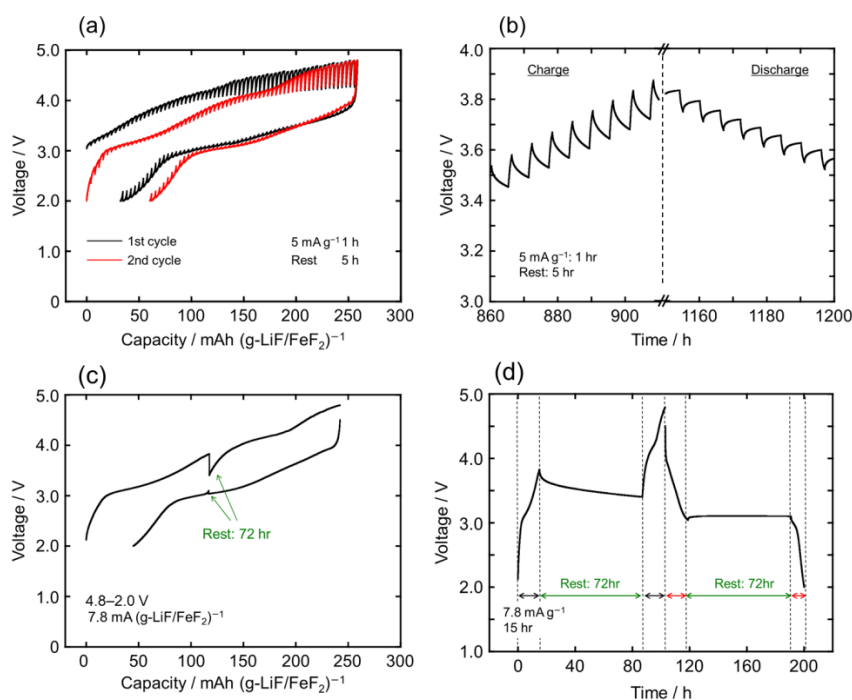 (a)
5.0
4.0
3.0
2.0
1.0
0
Voltage / V
1st cycle
2nd cycle
5 mA g⁻¹ 1 h
Rest 5 h
0 50 100 150 200 250 300
Capacity / mAh (g-LiF/FeF₂)⁻¹
(b)
4.0
3.8
3.6
3.4
3.2
3.0
Voltage / V
Charge
Discharge
5 mA g⁻¹: 1 hr
Rest: 5 hr
860 880 900 1160 1180 1200
Time / h
(c)
5.0
4.0
3.0
2.0
1.0
0
Voltage / V
Rest: 72 hr
4.8–2.0 V
7.8 mA (g-LiF/FeF₂)⁻¹
0 50 100 150 200 250 300
Capacity / mAh (g-LiF/FeF₂)⁻¹
(d)
5.0
4.0
3.0
2.0
1.0
0
Voltage / V
Rest: 72hr
Rest: 72hr
7.8 mA g⁻¹
15 hr
0 40 80 120 160 200
Time / h